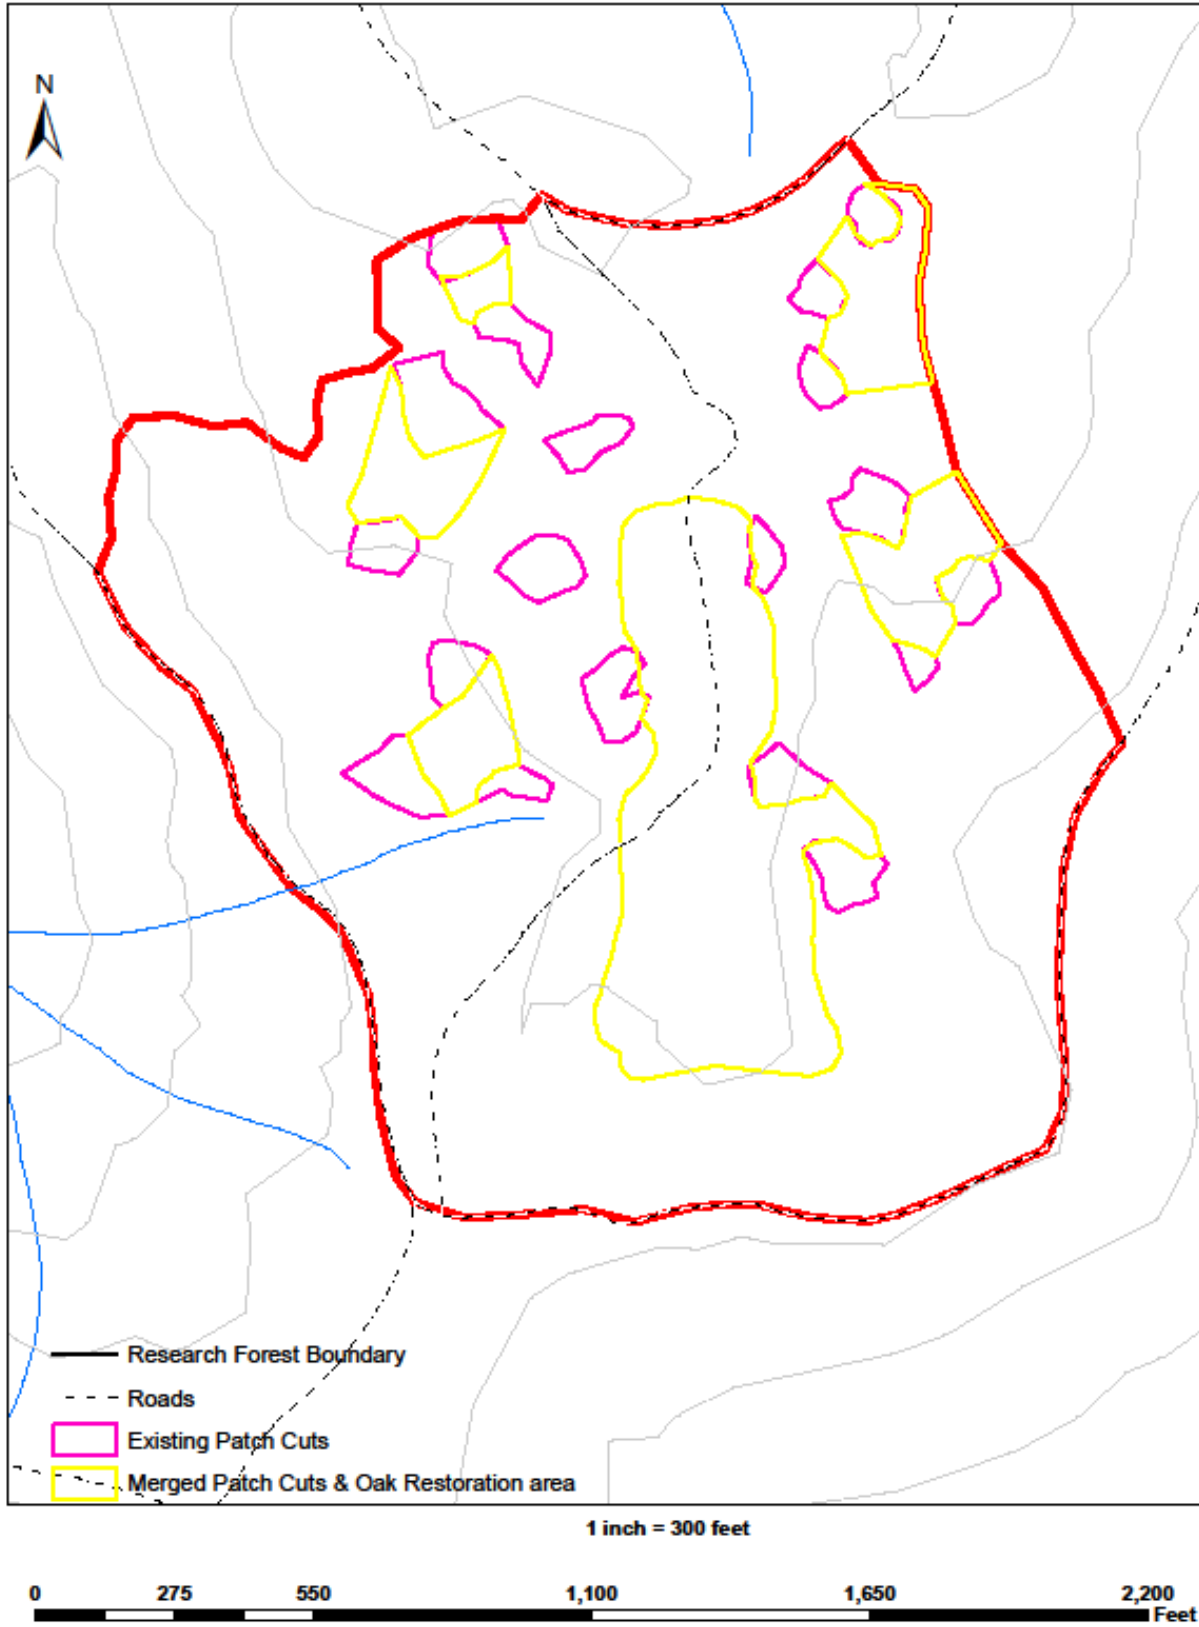 N
Research Forest Boundary
Roads
Existing Patch Cuts
Merged Patch Cuts & Oak Restoration area
1 inch = 300 feet
0 275 550 1,100 1,650 2,200
Feet